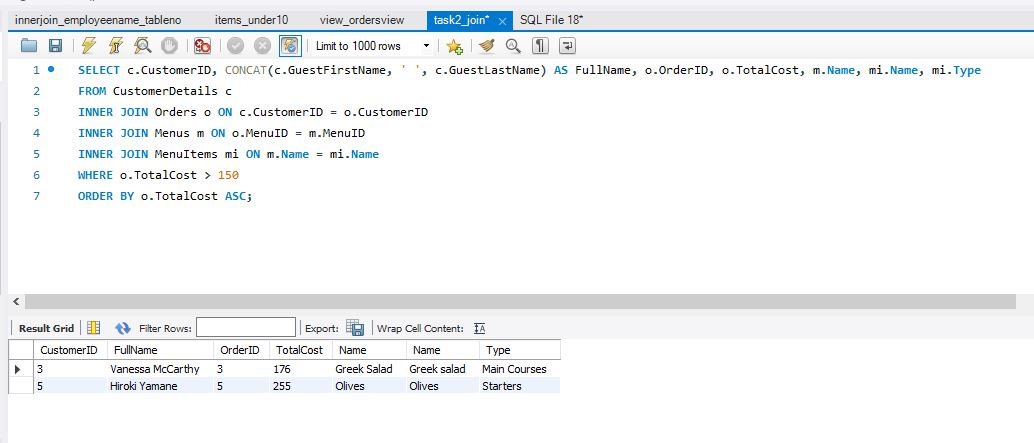 innerjoin_employeename_tableno items_under10 view_ordersview task2_join* × SQL File 18*
Limit to 1000 rows
1 SELECT c.CustomerID, CONCAT(c.GuestFirstName, ' ', c.GuestLastName) AS FullName, o.OrderID, o.TotalCost, m.Name, mi.Name, mi.Type
2 FROM CustomerDetails c
3 INNER JOIN Orders o ON c.CustomerID = o.CustomerID
4 INNER JOIN Menus m ON o.MenuID = m.MenuID
5 INNER JOIN MenuItems mi ON m.Name = mi.Name
6 WHERE o.TotalCost > 150
7 ORDER BY o.TotalCost ASC;
Result Grid Filter Rows: Export: Wrap Cell Content:
CustomerID FullName OrderID TotalCost Name Name Type
3 Vanessa McCarthy 3 176 Greek Salad Greek salad Main Courses
5 Hiroki Yamane 5 255 Olives Olives Starters